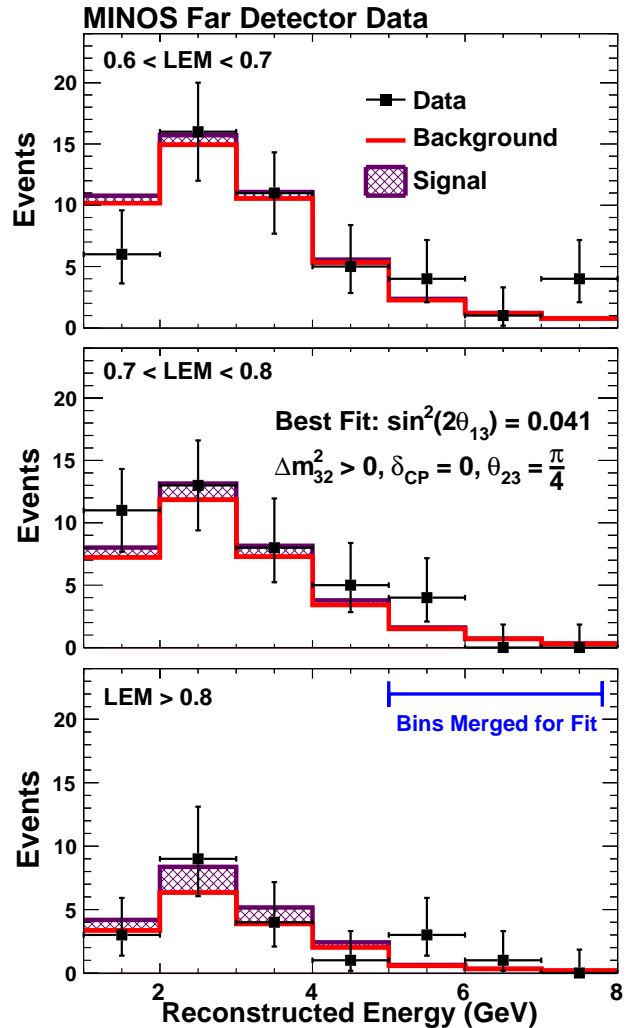 MINOS Far Detector Data
0.6 < LEM < 0.7
Data
Background
Signal
Events
20
15
10
5
0
0.7 < LEM < 0.8
Best Fit: sin²(2θ₁₃) = 0.041
Δm²₃₂ > 0, δ_CP = 0, θ₂₃ = π/4
Events
20
15
10
5
0
LEM > 0.8
Bins Merged for Fit
Events
20
15
10
5
0
2 4 6 8
Reconstructed Energy (GeV)